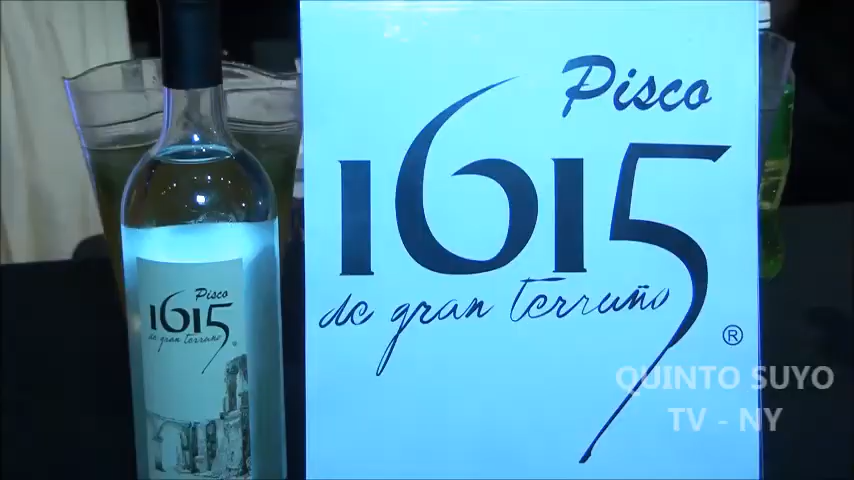 Pisco
1615
de gran terruño
®
Pisco
1615
de gran terruño
QUINTO SUYO
TV - NY